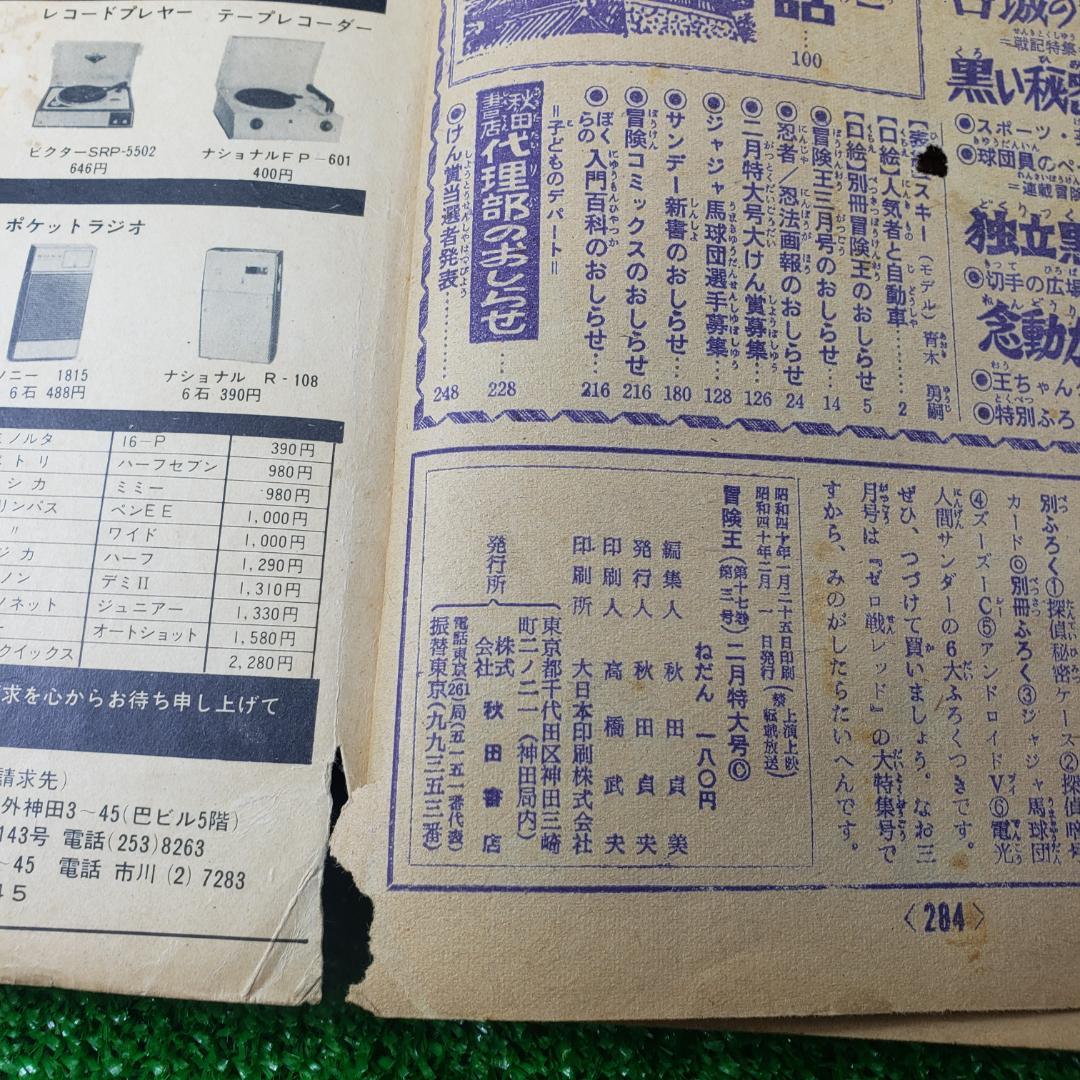 レコードプレヤー テープレコーダー
ビクターSRP-5502
646円
ナショナルFP-601
400円
ポケットラジオ
ソニー 1815
6石 488円
ナショナル R-108
6石 390円
ミノルタ 16-P 390円
ハーフセブン 980円
ミミー 980円
ペンEE 1,000円
〃 ワイド 1,000円
ハーフ 1,290円
デミII 1,310円
ジュニアー 1,330円
オートショット 1,580円
クイックス 2,280円
求を心からお待ち申し上げて
請求先)
外神田3〜45(巴ビル5階)
143号 電話(253)8263
〜45 電話 市川(2)7283
45
話……100
黒い秘密
◉スポーツ・
◉球団員のペ
=連載冒険
独立
◉切手の広場
念動
◉王ちゃん
◉特別ふろ
スキー(モデル)青木勇嗣
【口絵】人気者と自動車……2
【口絵】別冊冒険王のおしらせ 5
◉冒険王三月号のおしらせ…14
◉忍者/忍法画報のおしらせ 24
◉二月特大号大けん賞募集…126
◉ジャジャ馬球団選手募集…128
◉サンデー新書のおしらせ…180
◉冒険コミックスのおしらせ 216
◉ぼくらの入門百科のおしらせ…216
=子どものデパート=
秋田書店代理部のおしらせ…228
◉けん賞当選者発表……248
別ふろく①探偵秘密ケース②探偵暗号
カード◎別冊ふろく③ジャジャ馬球団
④ズーズーC⑤アンドロイドV⑥電光
人間サンダーの6大ふろくつきです。
ぜひ、つづけて買いましょう。なお三
月号は『ゼロ戦レッド』の大特集号で
すから、みのがしたらたいへんです。
昭和四十年一月二十五日印刷
昭和四十年二月 一 日発行
(禁 上演上映 転載放送)
冒険王(第十七巻 第三号)二月特大号◎
ねだん 一八〇円
編集人 秋田貞美
発行人 秋田貞夫
印刷人 高橋武夫
印刷所 大日本印刷株式会社
発行所
東京都千代田区神田三崎
町二ノ二一(神田局内)
株式会社 秋田書店
電話東京(261)局(五一五一番代表)
振替東京(九九三五三番)
〈284〉